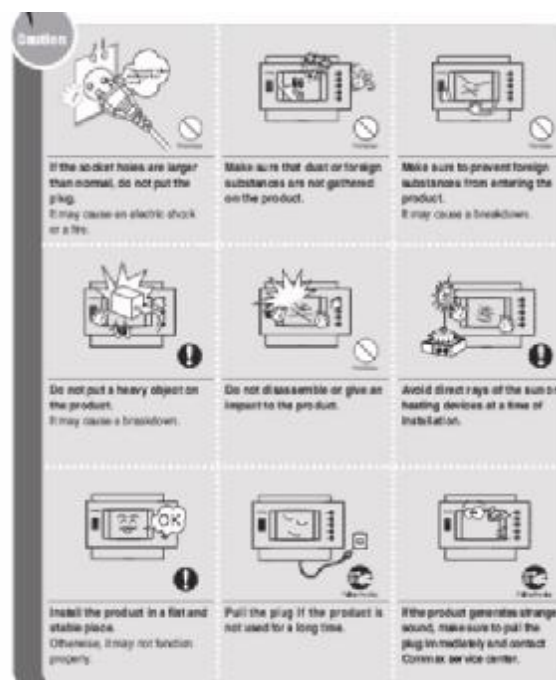 Caution
If the socket holes are larger
than normal, do not put the
plug.
It may cause an electric shock
or a fire.
Make sure that dust or foreign
substances are not gathered
on the product.
Make sure to prevent foreign
substances from entering the
product.
It may cause a breakdown.
Do not put a heavy object on
the product.
It may cause a breakdown.
Do not disassemble or give an
impact to the product.
Avoid direct rays of the sun or
heating devices at a time of
installation.
OK
Install the product in a flat and
stable place.
Otherwise, it may not function
properly.
Pull the plug if the product is
not used for a long time.
If the product generates strange
sound, make sure to pull the
plug immediately and contact
Commax service center.